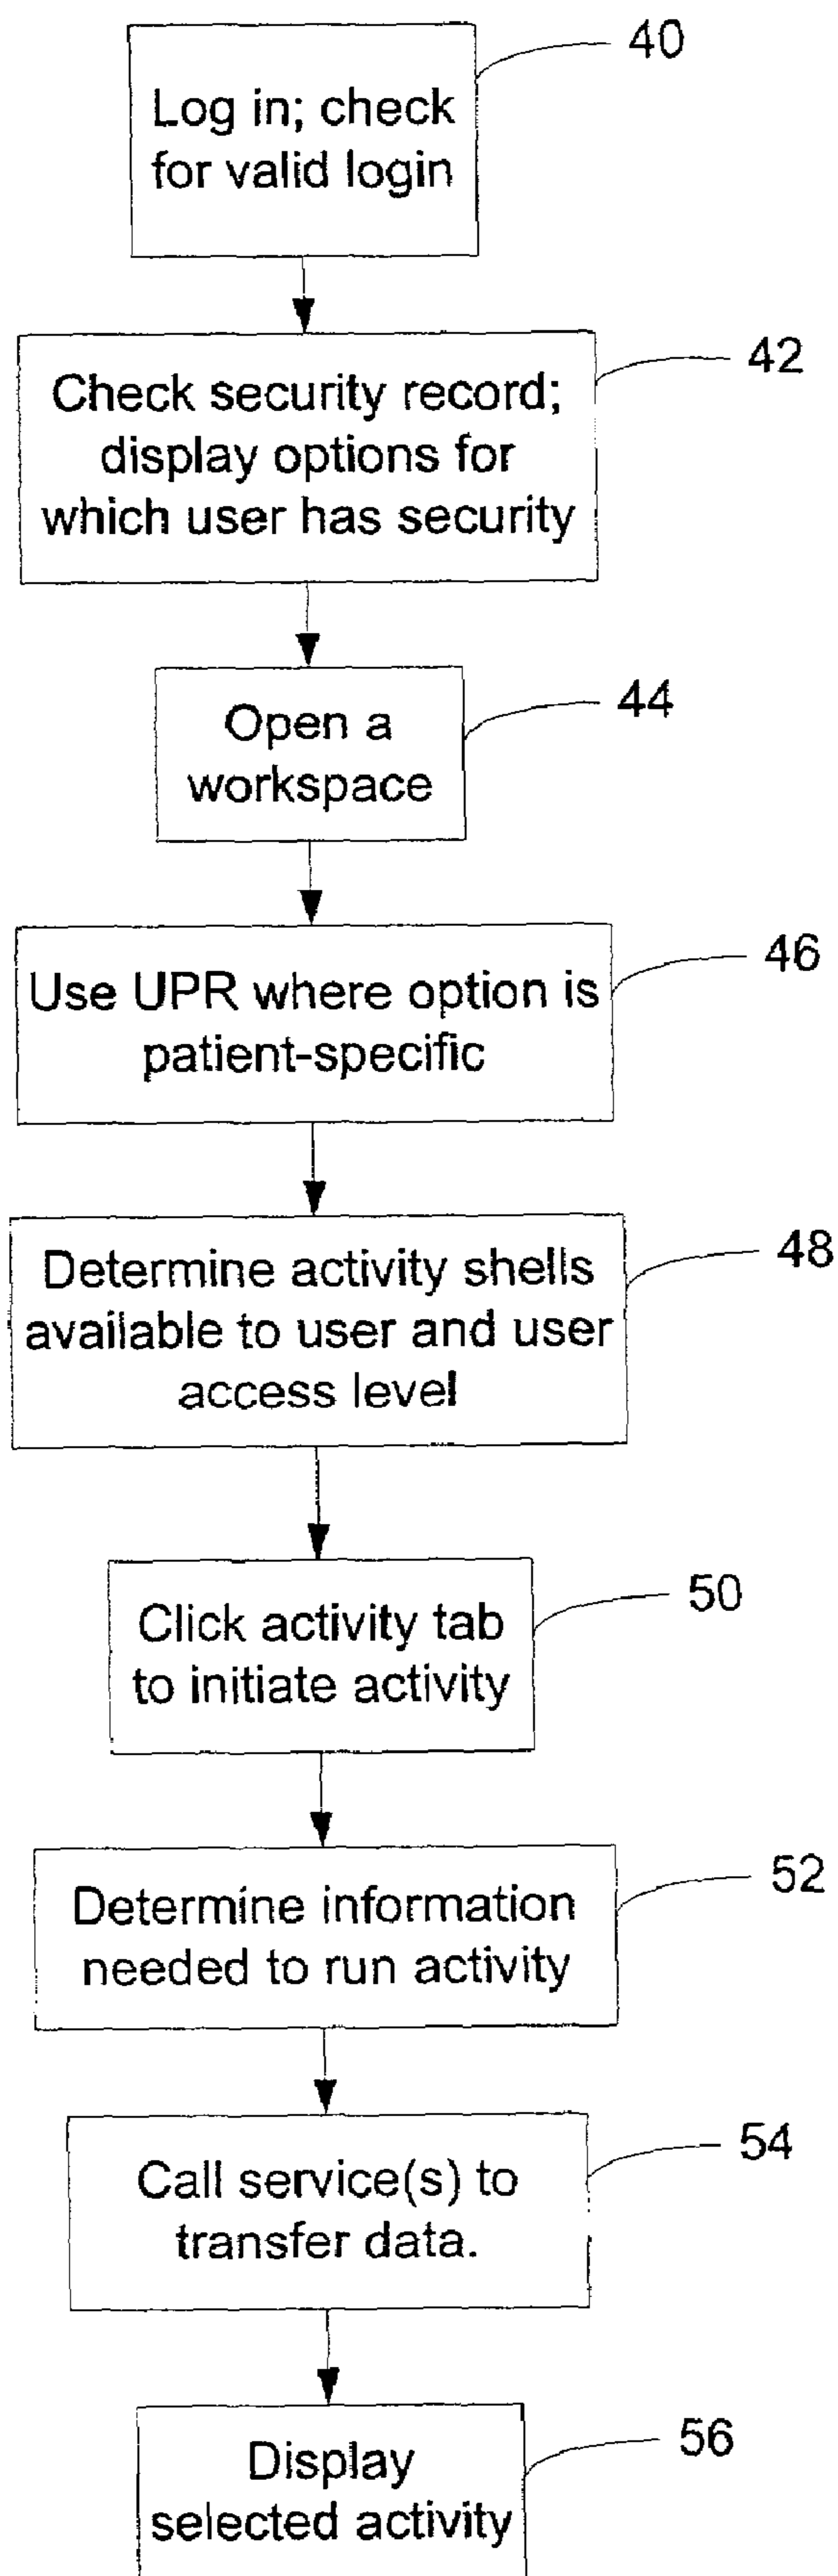 40
Log in; check
for valid login
42
Check security record;
display options for
which user has security
44
Open a
workspace
46
Use UPR where option is
patient-specific
48
Determine activity shells
available to user and user
access level
50
Click activity tab
to initiate activity
52
Determine information
needed to run activity
54
Call service(s) to
transfer data.
56
Display
selected activity